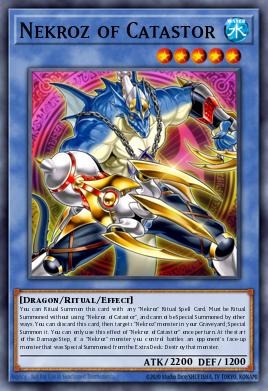 NEKROZ OF CATASTOR
WATER
水
[DRAGON/RITUAL/EFFECT]
You can Ritual Summon this card with any "Nekroz" Ritual Spell Card. Must be Ritual
Summoned without using "Nekroz of Catastor", and cannot be Special Summoned by other
ways. You can discard this card, then target 1 "Nekroz" monster in your Graveyard; Special
Summon it. You can only use this effect of "Nekroz of Catastor" once per turn. At the start
of the Damage Step, if a "Nekroz" monster you control battles an opponent's face-up
monster that was Special Summoned from the Extra Deck: Destroy that monster.
ATK/2200 DEF/1200
©2020 Studio Dice/SHUEISHA, TV TOKYO, KONAMI